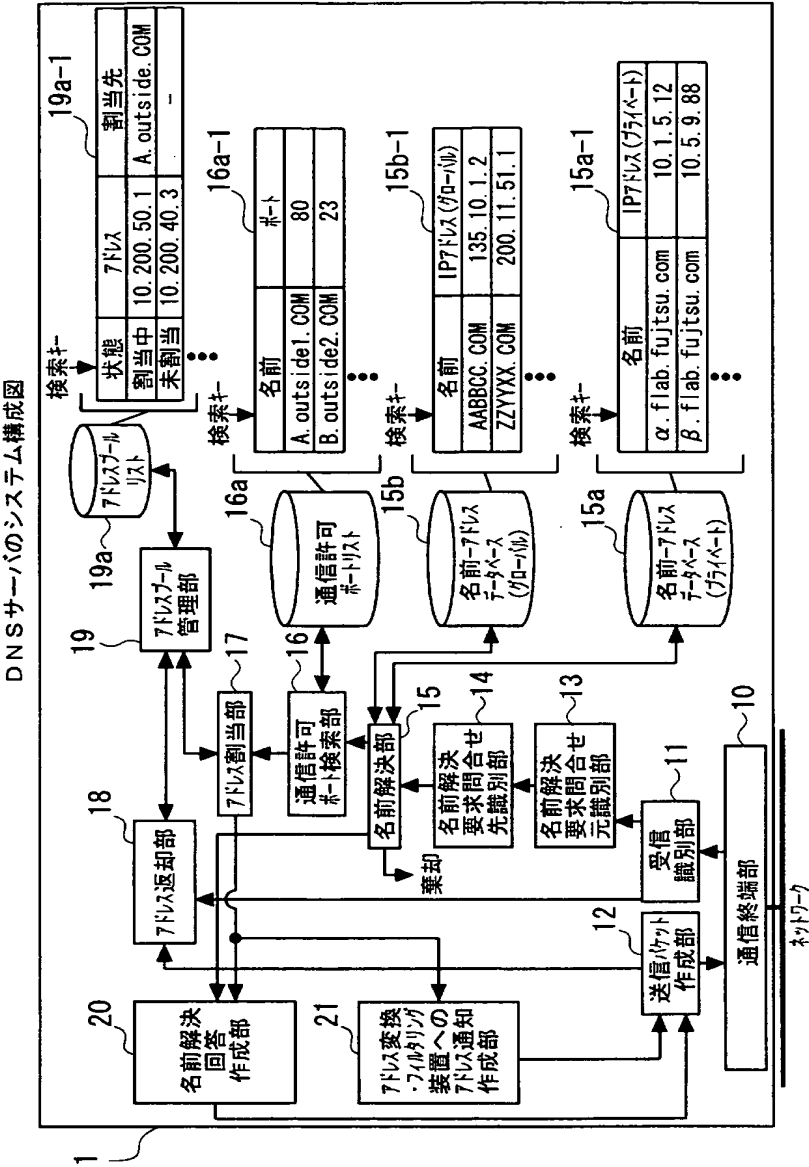 DNSサーバのシステム構成図
1
20
名前解決
回答
作成部
21
アドレス変換
・フィルタリング
装置への
アドレス通知
作成部
18
アドレス返却部
12
送信パケット
作成部
17
アドレス割当部
16
通信許可
ポート検索部
15
名前解決部
棄却
14
名前解決
要求問合せ
先識別部
13
名前解決
要求問合せ
元識別部
11
受信
識別部
10
通信終端部
ネットワーク
19
アドレスプール
管理部
19a
アドレスプール
リスト
16a
通信許可
ポートリスト
15b
名前-アドレス
データベース
(グローバル)
15a
名前-アドレス
データベース
(プライベート)
検索キー
19a-1
状態 アドレス 割当先
割当中 10.200.50.1 A.outside.COM
未割当 10.200.40.3 -
•••
検索キー
16a-1
名前 ポート
A.outside1.COM 80
B.outside2.COM 23
•••
検索キー
15b-1
名前 IPアドレス(グローバル)
AABBCC.COM 135.10.1.2
ZZYYXX.COM 200.11.51.1
•••
検索キー
15a-1
名前 IPアドレス(プライベート)
α.flab.fujtsu.com 10.1.5.12
β.flab.fujtsu.com 10.5.9.88
•••